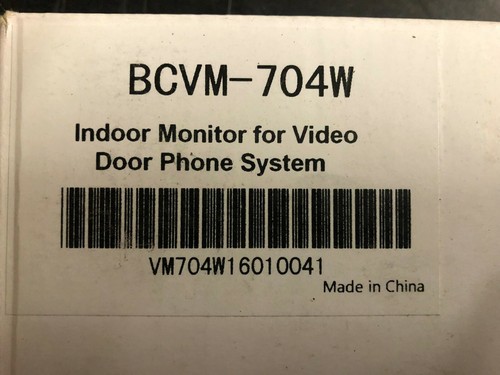 BCVM-704W
Indoor Monitor for Video
Door Phone System
VM704W16010041
Made in China